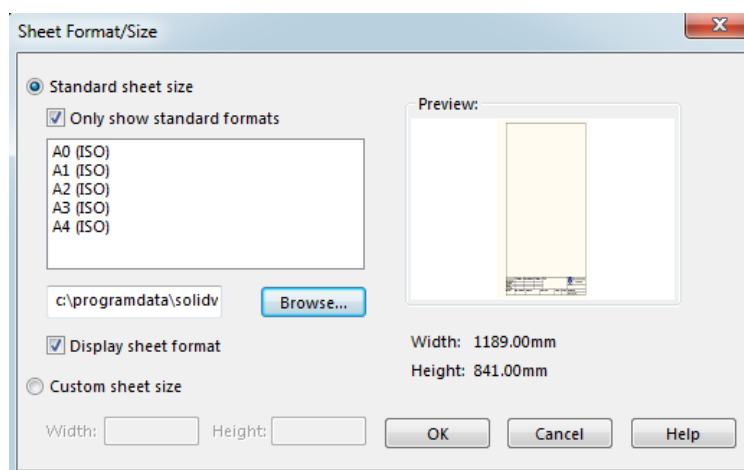 Sheet Format/Size
Standard sheet size
Only show standard formats
A0 (ISO)
A1 (ISO)
A2 (ISO)
A3 (ISO)
A4 (ISO)
c:\programdata\solidv
Browse...
Display sheet format
Custom sheet size
Width:
Height:
Preview:
Width: 1189.00mm
Height: 841.00mm
OK
Cancel
Help